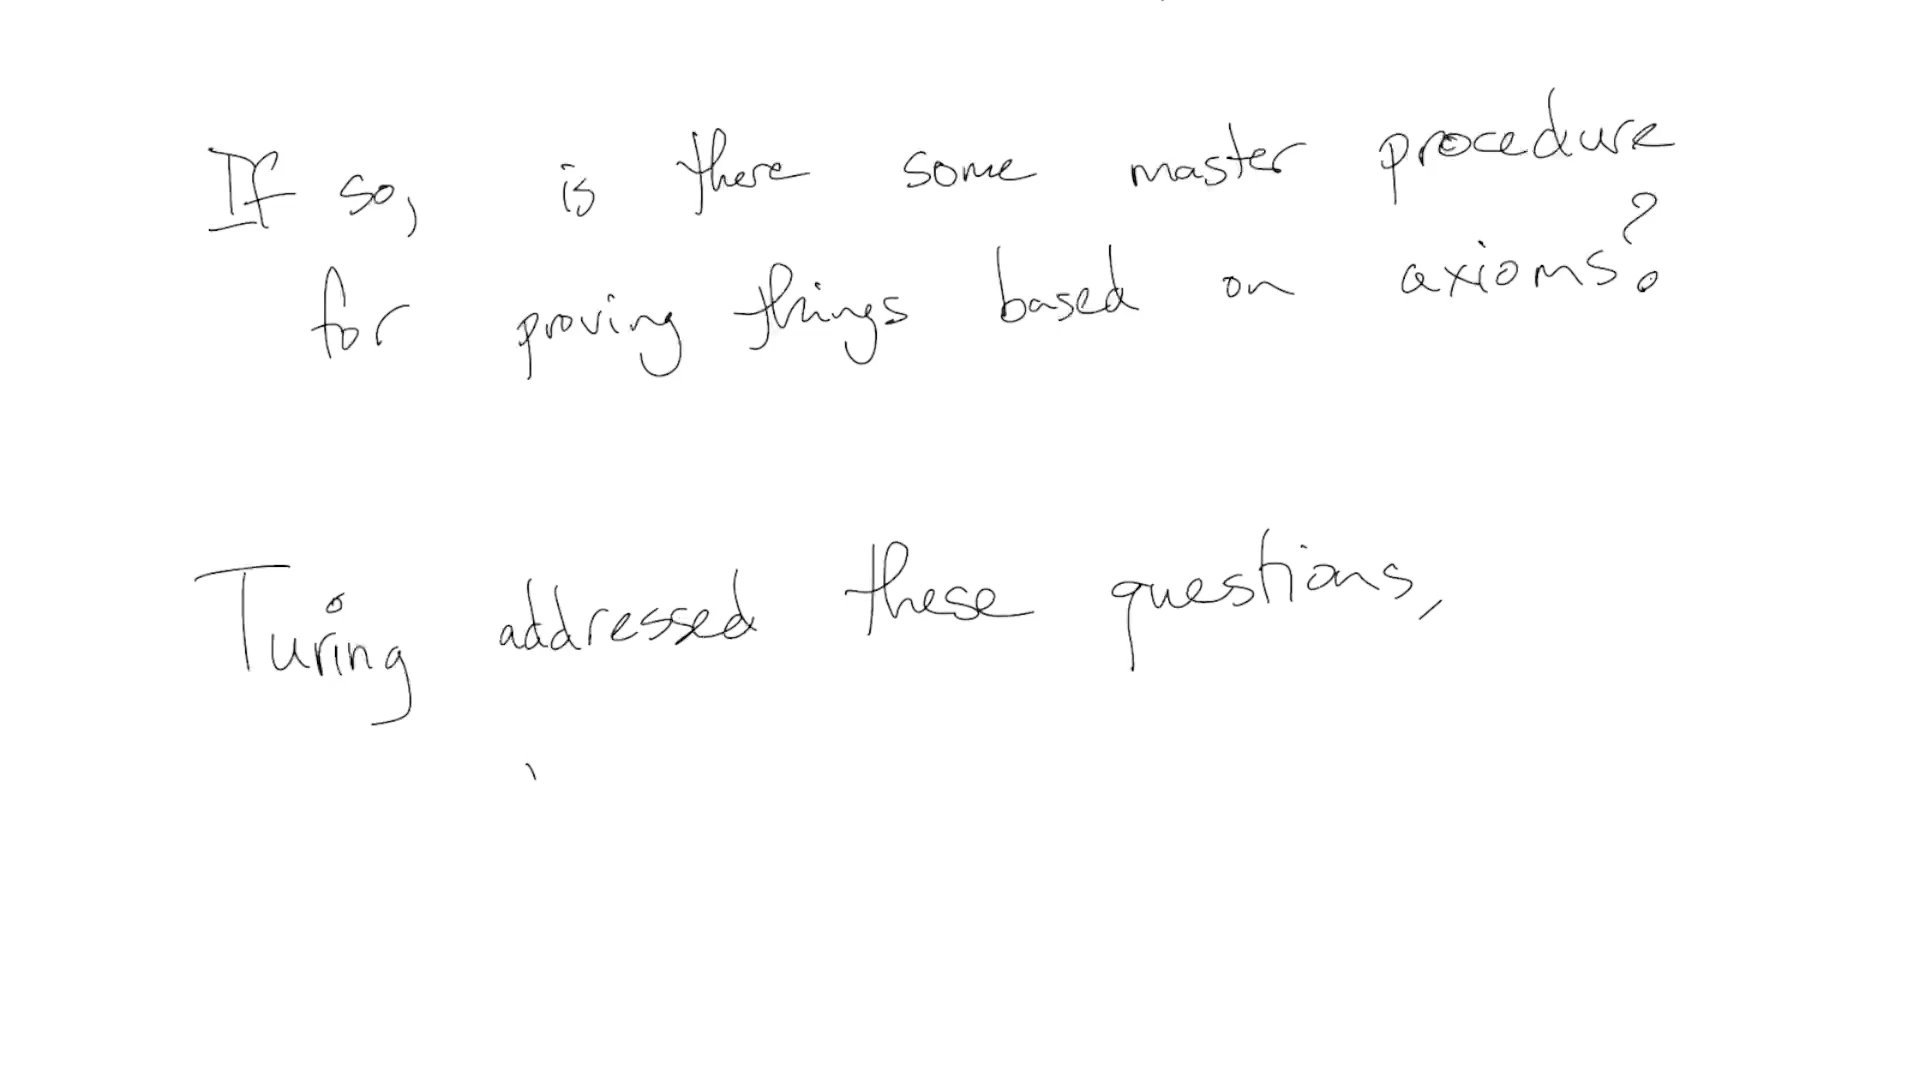 If so, is there some master procedure
for proving things based on axioms?
Turing addressed these questions,